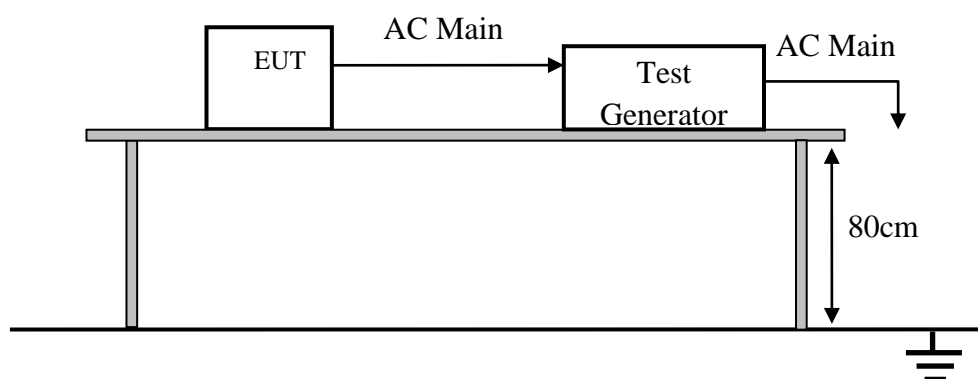 EUT
AC Main
Test
Generator
AC Main
80cm